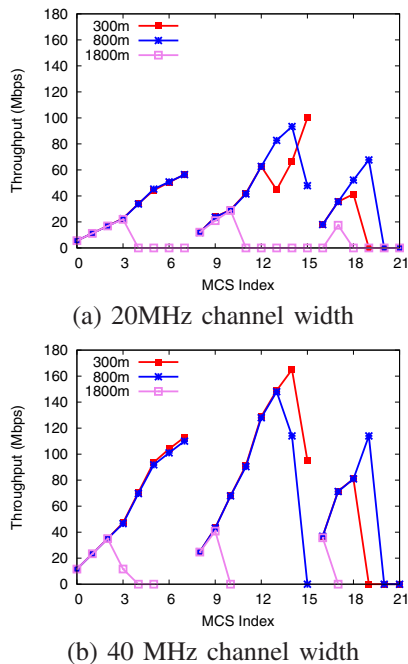 180
160
140
120
100
80
60
40
20
0
Throughput (Mbps)
300m
800m
1800m
0 3 6 9 12 15 18 21
MCS Index
(a) 20MHz channel width
180
160
140
120
100
80
60
40
20
0
Throughput (Mbps)
300m
800m
1800m
0 3 6 9 12 15 18 21
MCS Index
(b) 40 MHz channel width